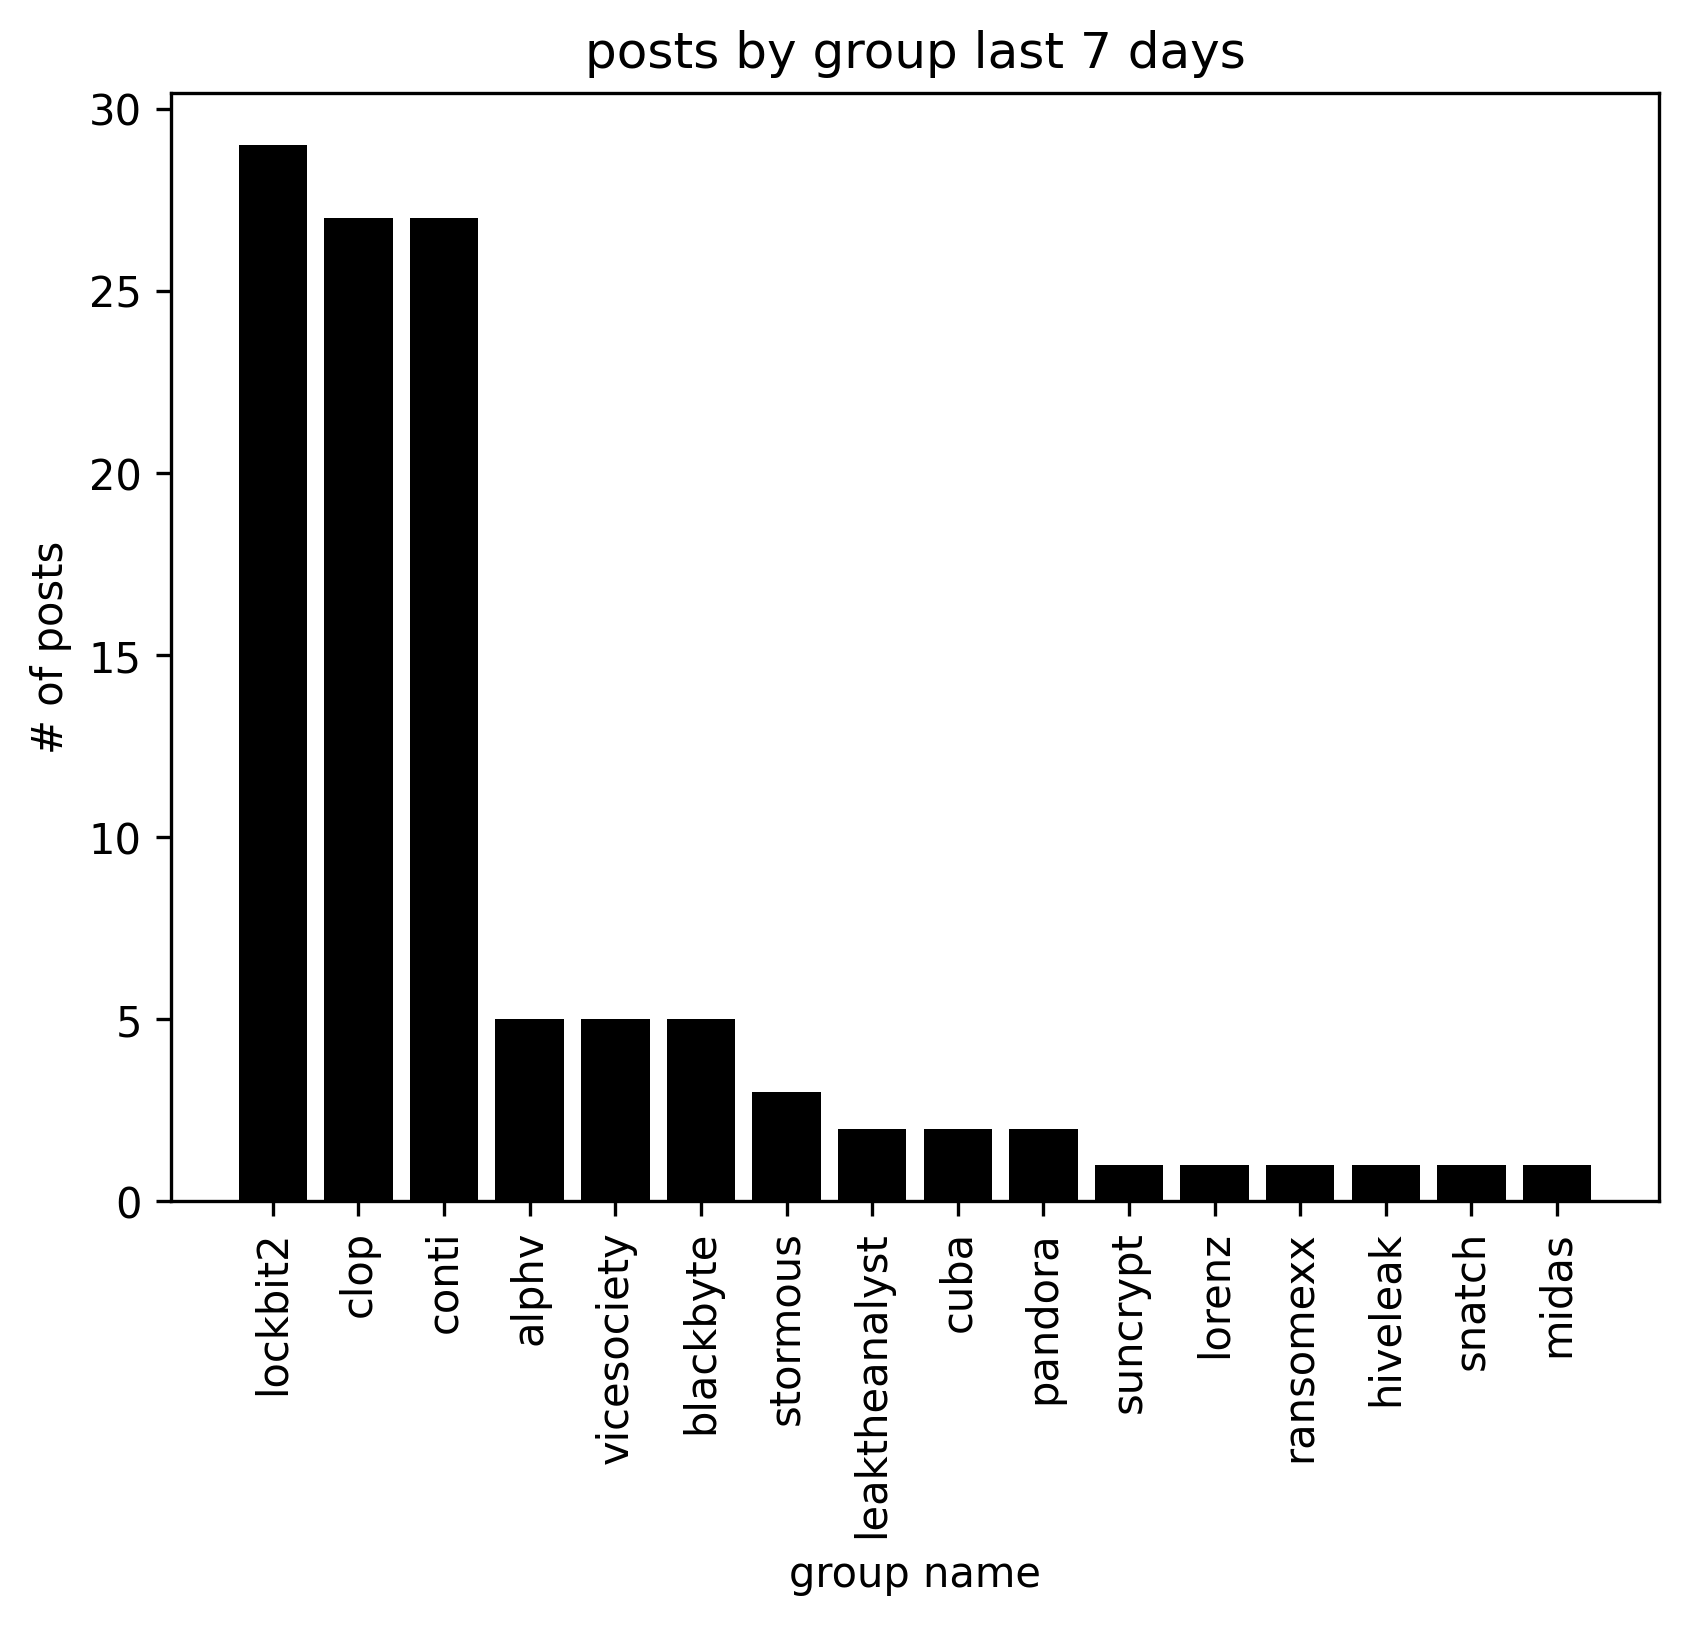 posts by group last 7 days
30
25
20
15
10
5
0
# of posts
lockbit2
clop
conti
alphv
vicesociety
blackbyte
stormous
leaktheanalyst
cuba
pandora
suncrypt
lorenz
ransomexx
hiveleak
snatch
midas
group name